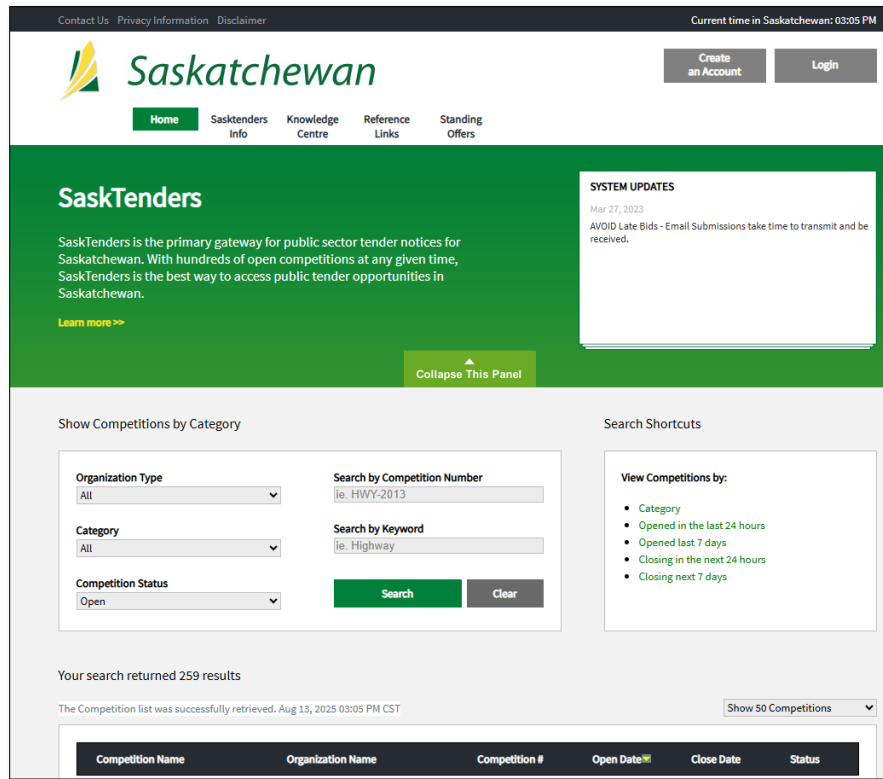 Contact Us Privacy Information Disclaimer
Current time in Saskatchewan: 03:05 PM
Saskatchewan
Create
an Account
Login
Home
Sasktenders
Info
Knowledge
Centre
Reference
Links
Standing
Offers
SaskTenders
SaskTenders is the primary gateway for public sector tender notices for
Saskatchewan. With hundreds of open competitions at any given time,
SaskTenders is the best way to access public tender opportunities in
Saskatchewan.
Learn more >>
SYSTEM UPDATES
Mar 27, 2023
AVOID Late Bids - Email Submissions take time to transmit and be
received.
Collapse This Panel
Show Competitions by Category
Organization Type
All
Category
All
Competition Status
Open
Search by Competition Number
ie. HWY-2013
Search by Keyword
ie. Highway
Search
Clear
Search Shortcuts
View Competitions by:
Category
Opened in the last 24 hours
Opened last 7 days
Closing in the next 24 hours
Closing next 7 days
Your search returned 259 results
The Competition list was successfully retrieved. Aug 13, 2025 03:05 PM CST
Show 50 Competitions
Competition Name Organization Name Competition # Open Date Close Date Status